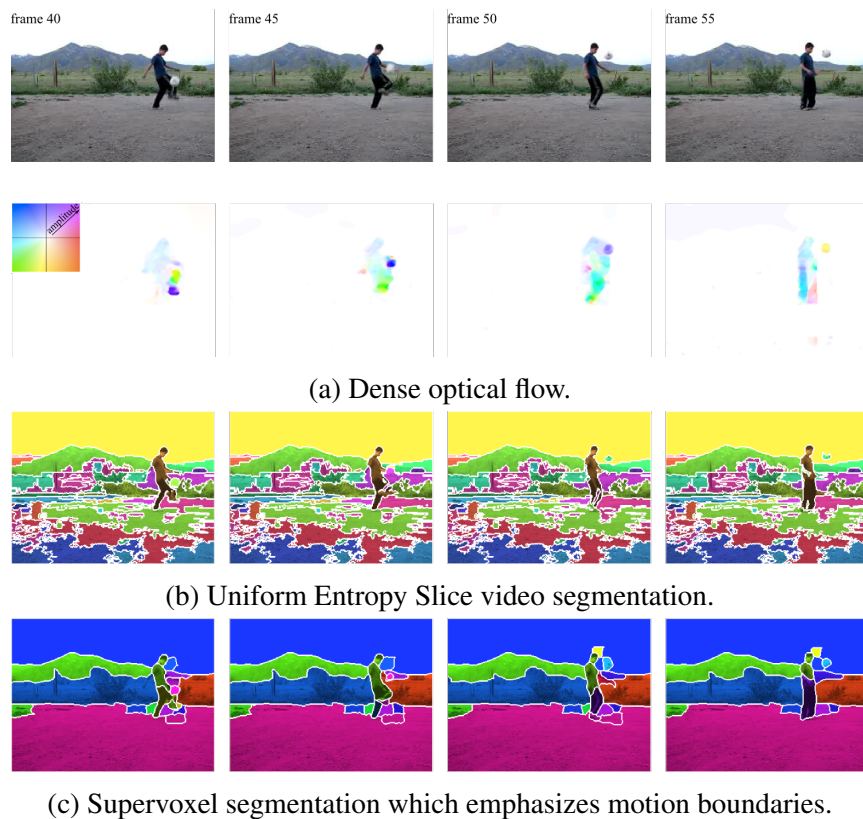 frame 40
frame 45
frame 50
frame 55
amplitude
(a) Dense optical flow.
(b) Uniform Entropy Slice video segmentation.
(c) Supervoxel segmentation which emphasizes motion boundaries.